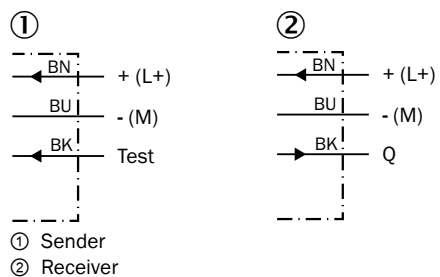 ① ②
BN + (L+) BN + (L+)
BU - (M) BU - (M)
BK Test BK Q
① Sender
② Receiver